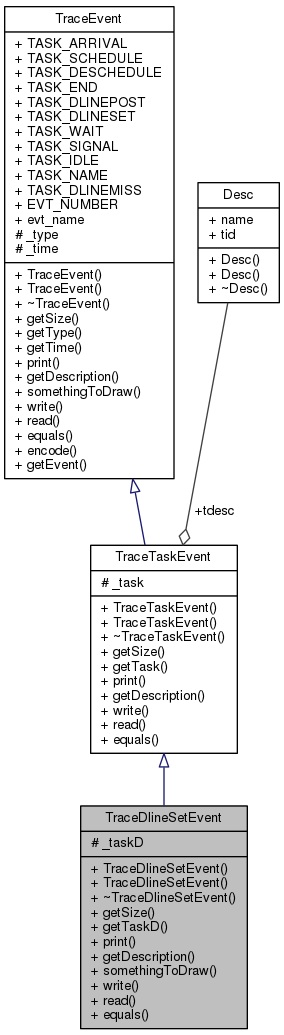 TraceEvent
+ TASK_ARRIVAL
+ TASK_SCHEDULE
+ TASK_DESCHEDULE
+ TASK_END
+ TASK_DLINEPOST
+ TASK_DLINESET
+ TASK_WAIT
+ TASK_SIGNAL
+ TASK_IDLE
+ TASK_NAME
+ TASK_DLINEMISS
+ EVT_NUMBER
+ evt_name
# _type
# _time
+ TraceEvent()
+ TraceEvent()
+ ~TraceEvent()
+ getSize()
+ getType()
+ getTime()
+ print()
+ getDescription()
+ somethingToDraw()
+ write()
+ read()
+ equals()
+ encode()
+ getEvent()
Desc
+ name
+ tid
+ Desc()
+ Desc()
+ ~Desc()
+tdesc
TraceTaskEvent
# _task
+ TraceTaskEvent()
+ TraceTaskEvent()
+ ~TraceTaskEvent()
+ getSize()
+ getTask()
+ print()
+ getDescription()
+ write()
+ read()
+ equals()
TraceDlineSetEvent
# _taskD
+ TraceDlineSetEvent()
+ TraceDlineSetEvent()
+ ~TraceDlineSetEvent()
+ getSize()
+ getTaskD()
+ print()
+ getDescription()
+ somethingToDraw()
+ write()
+ read()
+ equals()